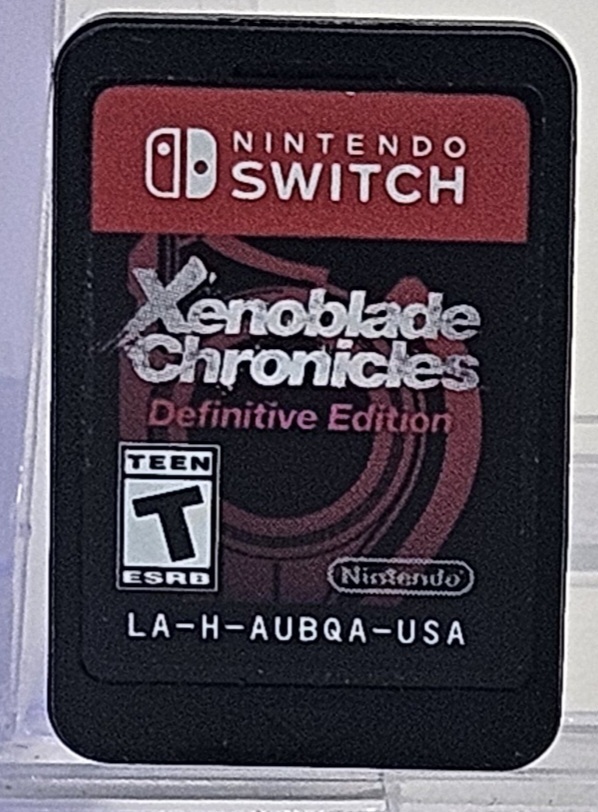 NINTENDO
SWITCH
Xenoblade
Chronicles
Definitive Edition
TEEN
T
ESRB
Nintendo
LA-H-AUBQA-USA